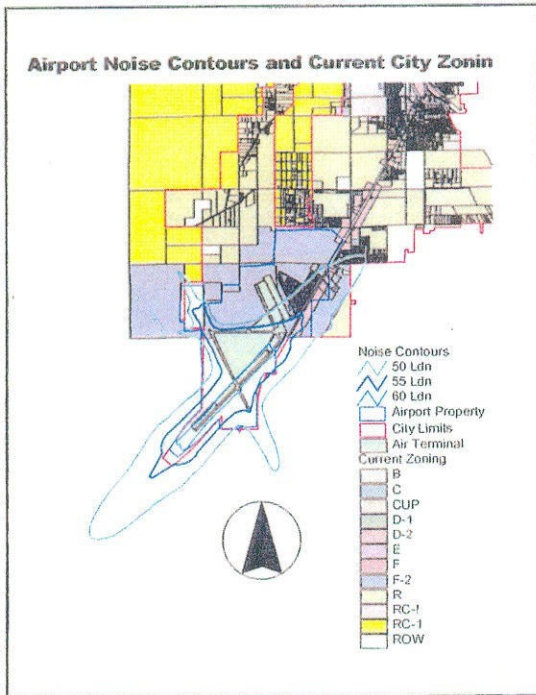 Airport Noise Contours and Current City Zonin
Noise Contours
50 Ldn
55 Ldn
60 Ldn
Airport Property
City Limits
Air Terminal
Current Zoning
B
C
CUP
D-1
D-2
E
F
F-2
R
RC-!
RC-1
ROW